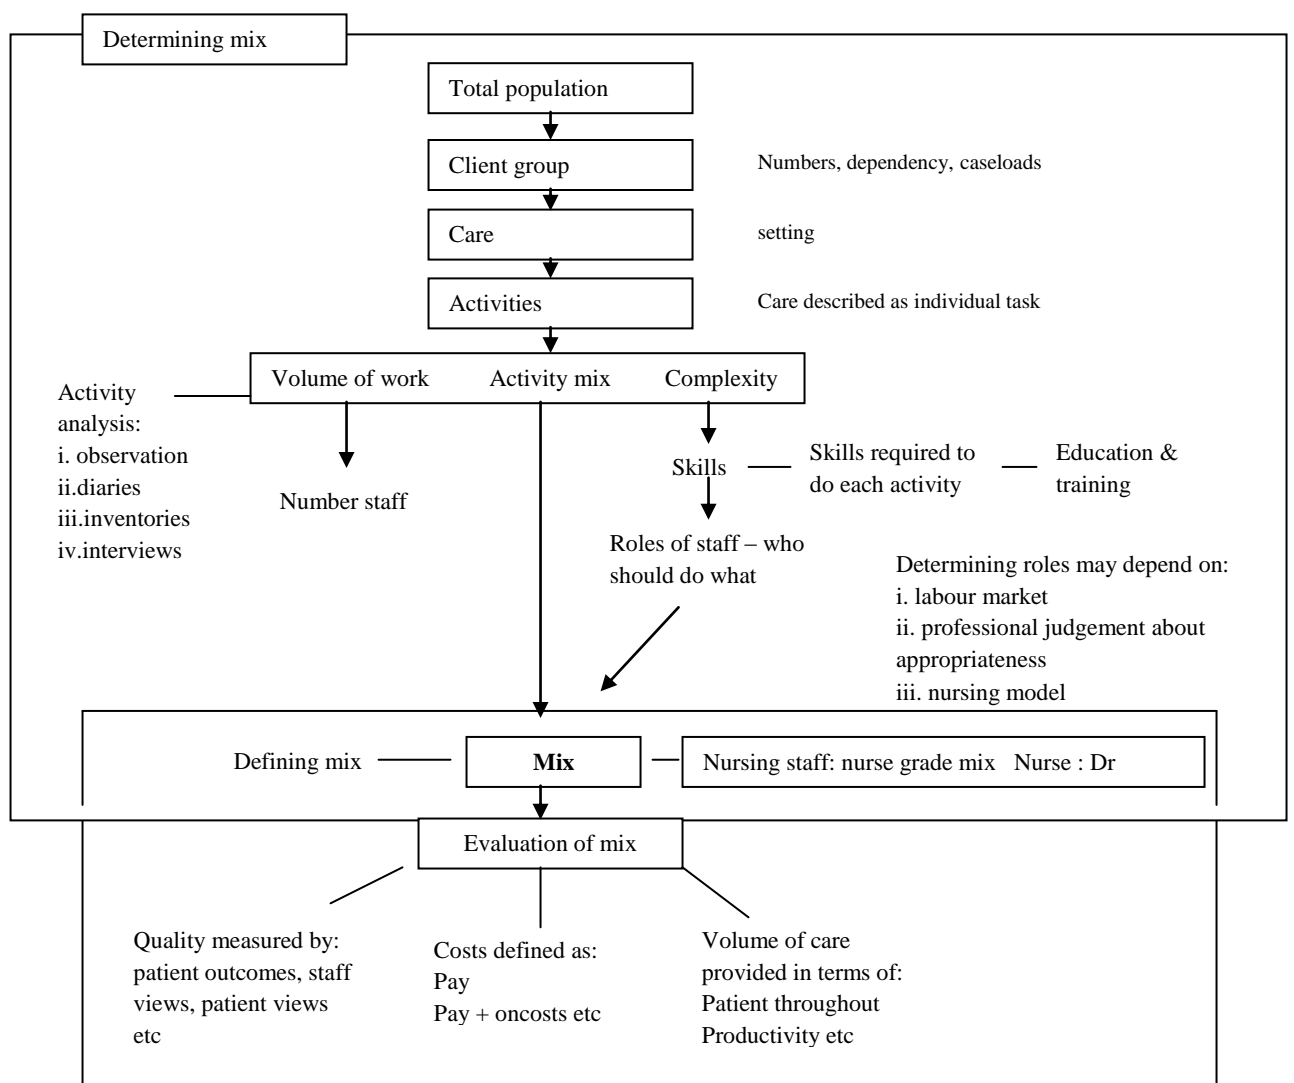 Determining mix
Total population
Client group
Numbers, dependency, caseloads
Care
setting
Activities
Care described as individual task
Volume of work Activity mix Complexity
Activity
analysis:
i. observation
ii.diaries
iii.inventories
iv.interviews
Number staff
Skills
Skills required to
do each activity
Education &
training
Roles of staff – who
should do what
Determining roles may depend on:
i. labour market
ii. professional judgement about
appropriateness
iii. nursing model
Defining mix
Mix
Nursing staff: nurse grade mix Nurse : Dr
Evaluation of mix
Quality measured by:
patient outcomes, staff
views, patient views
etc
Costs defined as:
Pay
Pay + oncosts etc
Volume of care
provided in terms of:
Patient throughout
Productivity etc